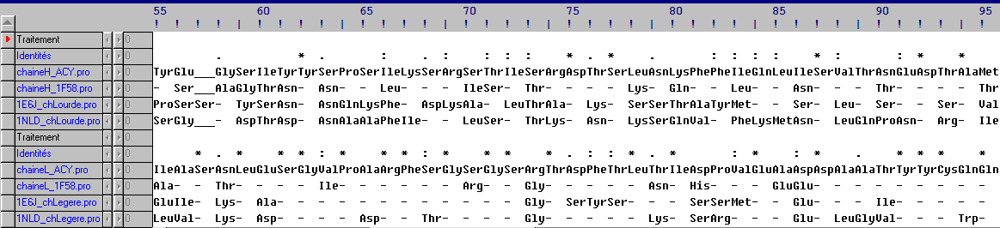 55 60 65 70 75 80 85 90 95
Traitement 0
Identités 0 . * . : . : : : * . * . : : : * : : * *
chaineH_ACY.pro 0 TyrGlu___GlySerIleTyrTyrSerProSerIleLysSerArgSerThrIleSerArgAspThrSerLeuAsnLysPhePheIleGlnLeuIleSerValThrAsnGluAspThrAlaMet
chaineH_1F58.pro 0 - Ser___AlaGlyThrAsn- Asn- - Leu- - - IleSer- Thr- - - - Lys- Gln- - Leu- - Asn- - - Thr- - - Thr
1E6J_chLourde.pro 0 ProSerSer- TyrSerAsn- AsnGlnLysPhe- AspLysAla- LeuThrAla- Lys- SerSerThrAlaTyrMet- - Ser- Leu- Ser- - Ser- Val
1NLD_chLourde.pro 0 SerGly___- AspThrAsp- AsnAlaAlaPheIle- - LeuSer- ThrLys- Asn- LysSerGlnVal- PheLysMetAsn- LeuGlnProAsn- Arg- Ile
Traitement 0
Identités 0 * . * * : * * * * * * . : : * . * : * : * * . * * * *
chaineL_ACY.pro 0 IleAlaSerAsnLeuGluSerGlyValProAlaArgPheSerGlySerGlySerArgThrAspPheThrLeuThrIleAspProValGluAlaAspAspAlaAlaThrTyrTyrCysGlnGln
chaineL_1F58.pro 0 Ala- - Thr- - - - Ile- - - - - - Arg- - Gly- - - - - Asn- His- - - GluGlu- - - - - - - - -
1E6J_chLegere.pro 0 GluIle- Lys- Ala- - - - - - - - - - - - Gly- SerTyrSer- - - SerSerMet- - Glu- - - Ile- - - - -
1NLD_chLegere.pro 0 LeuVal- Lys- Asp- - - - Asp- - Thr- - - - Gly- - - - - Lys- SerArg- - Glu- LeuGlyVal- - - Trp-